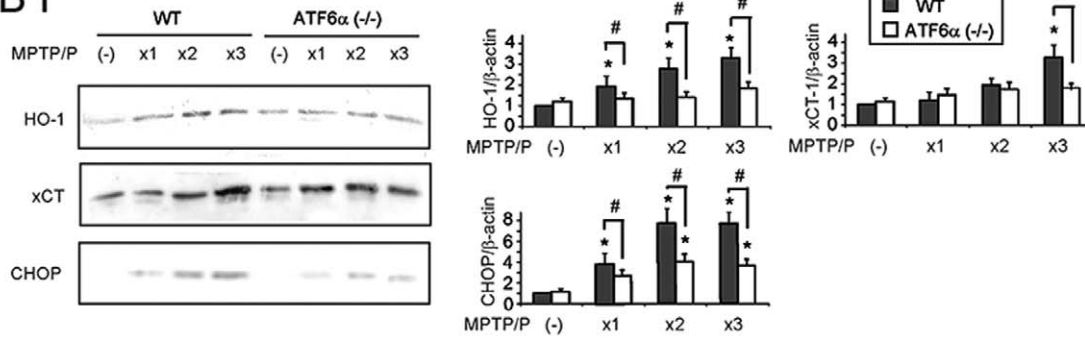 B1
WT ATF6α (-/-)
MPTP/P (-) x1 x2 x3 (-) x1 x2 x3
HO-1
xCT
CHOP
HO-1/β-actin
4
3
2
1
0
* # * # * #
MPTP/P (-) x1 x2 x3
WT
ATF6α (-/-)
xCT-1/β-actin
4
3
2
1
0
*
MPTP/P (-) x1 x2 x3
CHOP/β-actin
8
6
4
2
0
* # * # * * # *
MPTP/P (-) x1 x2 x3